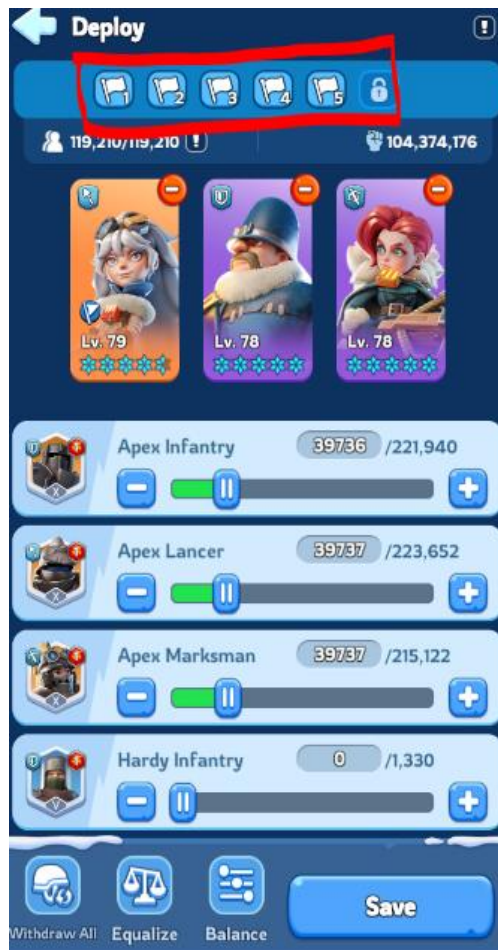 Deploy
1 2 3 4 5
119,210/119,210 ! 104,374,176
Lv. 79 Lv. 78 Lv. 78
Apex Infantry 39736 /221,940
X
Apex Lancer 39737 /223,652
X
Apex Marksman 39737 /215,122
X
Hardy Infantry 0 /1,330
V
Withdraw All Equalize Balance Save